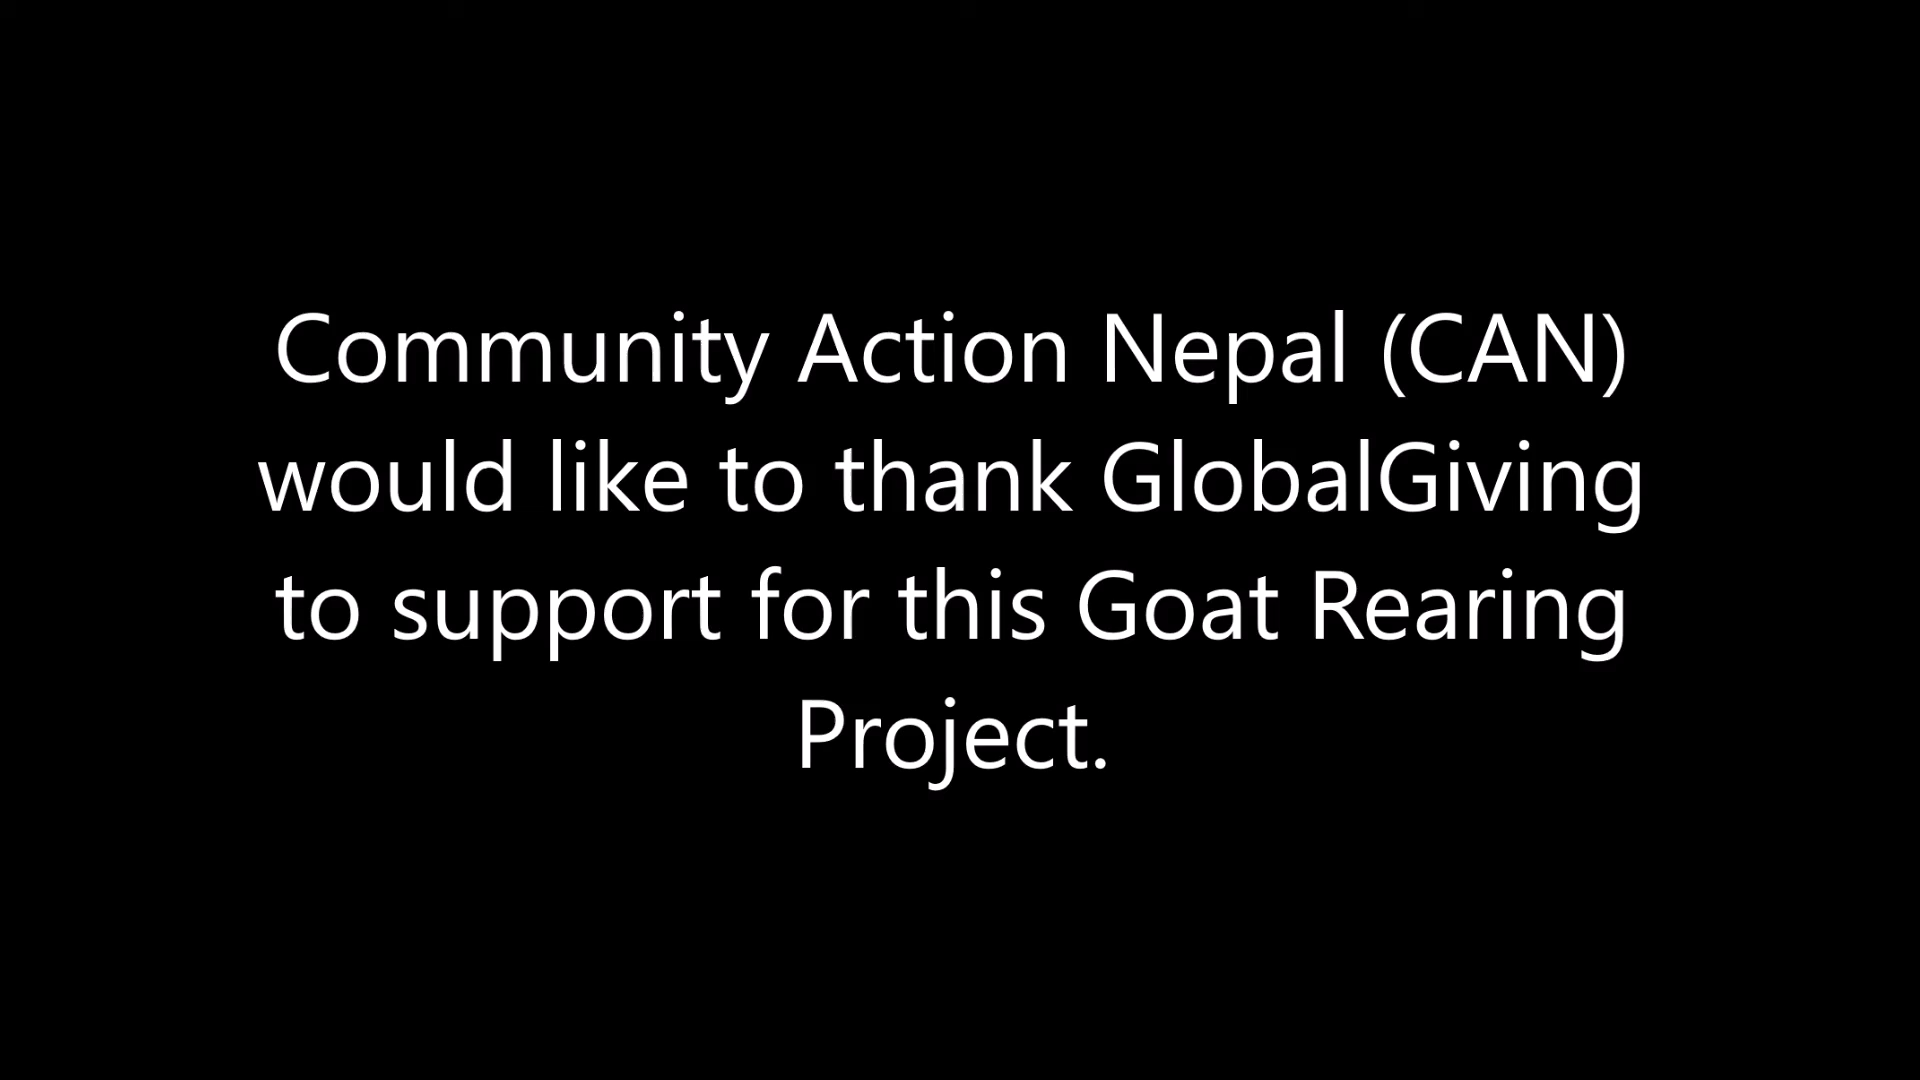 Community Action Nepal (CAN)
would like to thank GlobalGiving
to support for this Goat Rearing
Project.